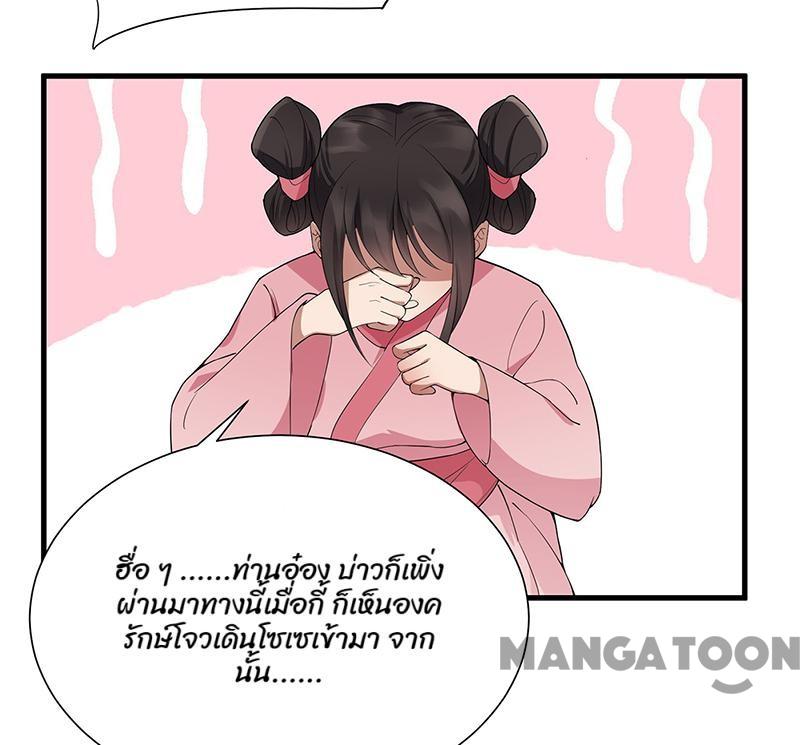 ฮื่อ ๆ ......ท่านอ๋อง บ่าวก็เพิ่ง
ผ่านมาทางนี้เมื่อกี้ ก็เห็นองค
รักษ์โจวเดินโซเซเข้ามา จาก
นั้น......
MANGATOON